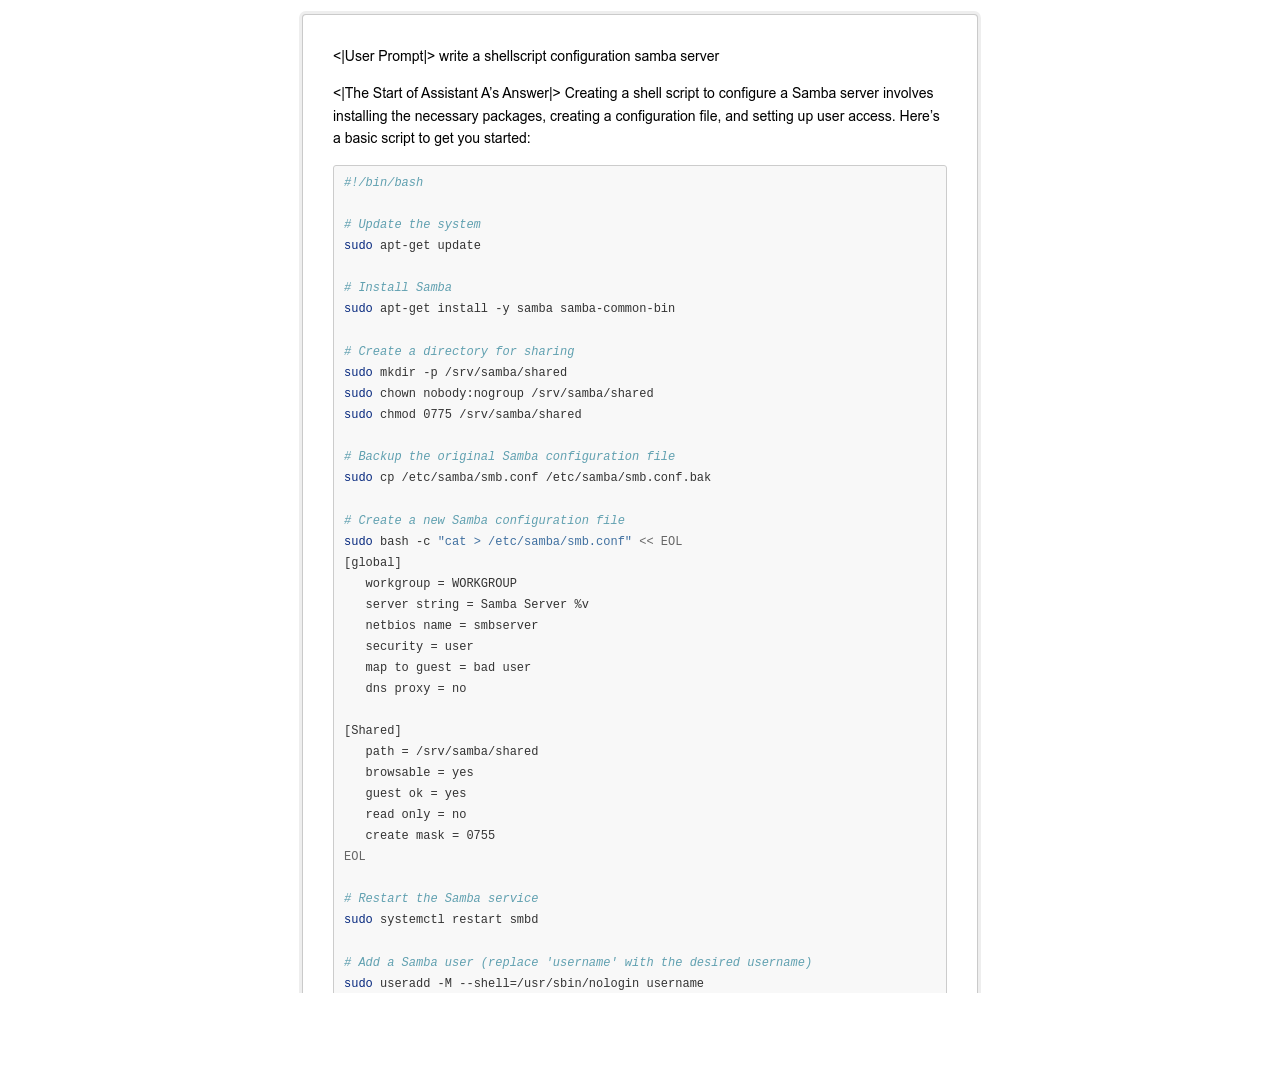 <|User Prompt|> write a shellscript configuration samba server
<|The Start of Assistant A’s Answer|> Creating a shell script to configure a Samba server involves
installing the necessary packages, creating a configuration file, and setting up user access. Here’s
a basic script to get you started:
#!/bin/bash
# Update the system
sudo apt-get update
# Install Samba
sudo apt-get install -y samba samba-common-bin
# Create a directory for sharing
sudo mkdir -p /srv/samba/shared
sudo chown nobody:nogroup /srv/samba/shared
sudo chmod 0775 /srv/samba/shared
# Backup the original Samba configuration file
sudo cp /etc/samba/smb.conf /etc/samba/smb.conf.bak
# Create a new Samba configuration file
sudo bash -c "cat > /etc/samba/smb.conf" << EOL
[global]
   workgroup = WORKGROUP
   server string = Samba Server %v
   netbios name = smbserver
   security = user
   map to guest = bad user
   dns proxy = no
[Shared]
   path = /srv/samba/shared
   browsable = yes
   guest ok = yes
   read only = no
   create mask = 0755
EOL
# Restart the Samba service
sudo systemctl restart smbd
# Add a Samba user (replace 'username' with the desired username)
sudo useradd -M --shell=/usr/sbin/nologin username